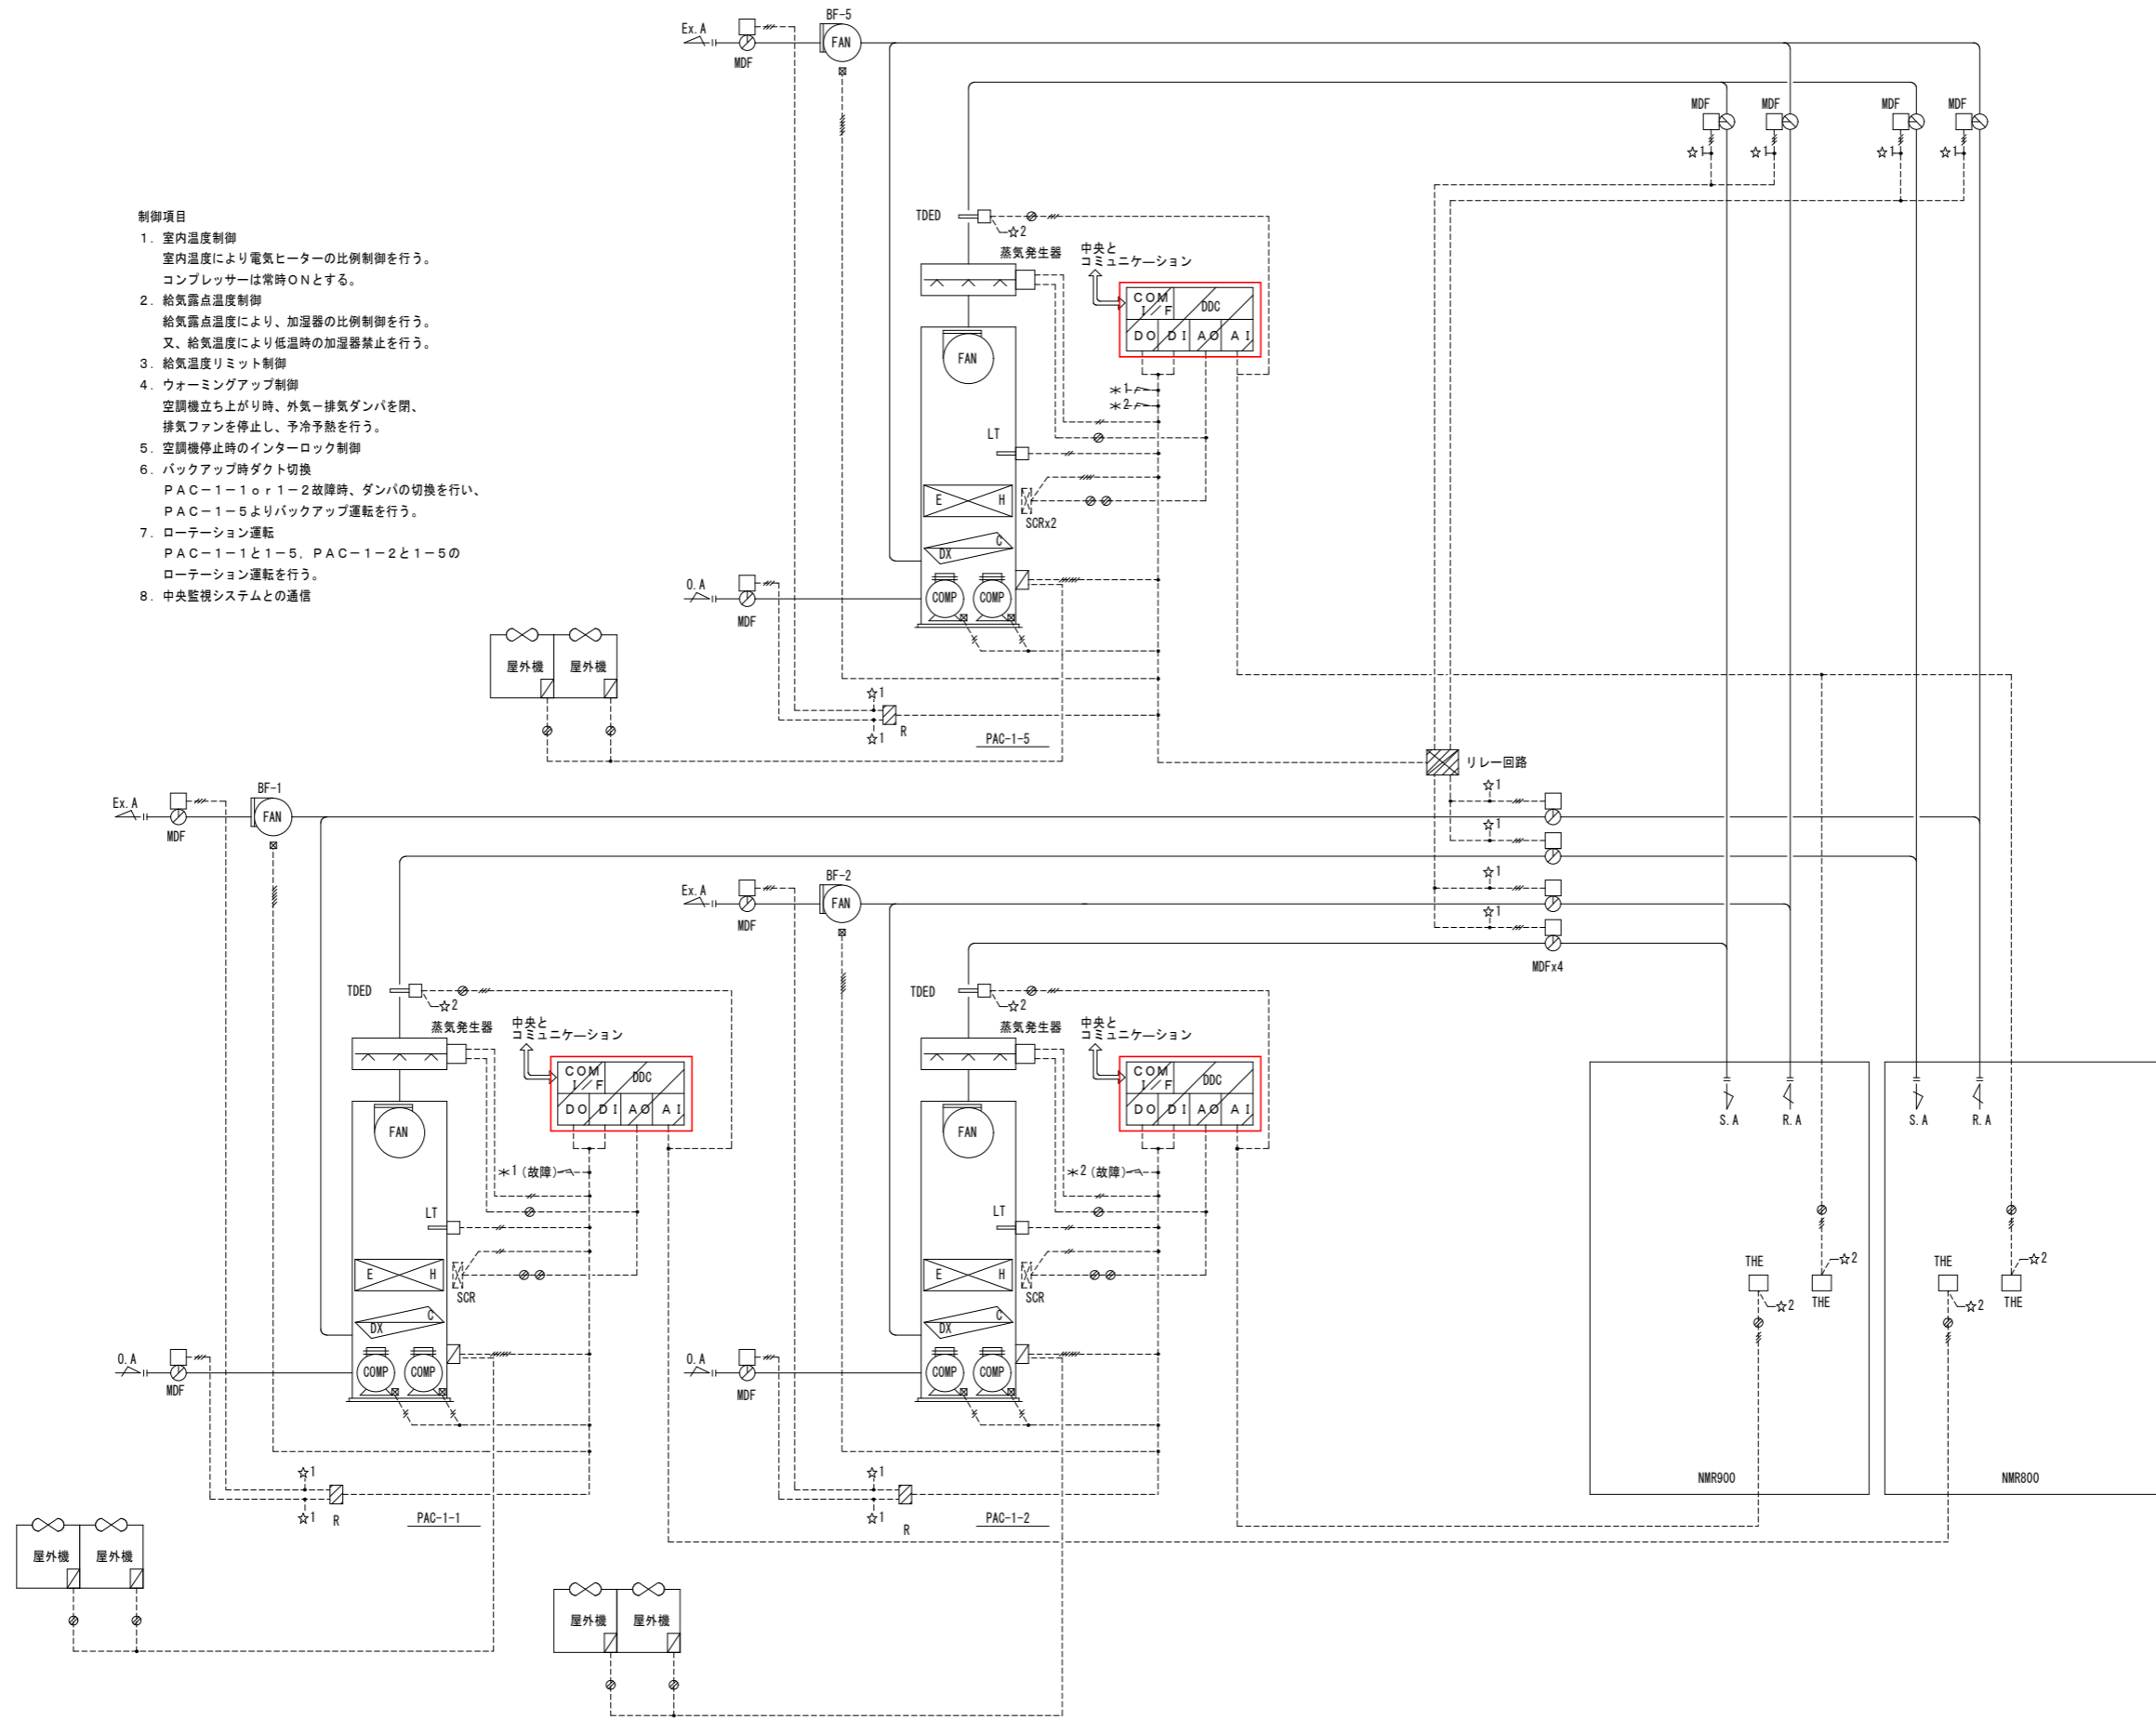 Ex.A
MDF
BF-5
FAN
MDF
MDF
MDF
MDF
☆1
☆1
☆1
☆1
制御項目
1. 室内温度制御
室内温度により電気ヒーターの比例制御を行う。
コンプレッサーは常時ONとする。
2. 給気露点温度制御
給気露点温度により、加湿器の比例制御を行う。
又、給気温度により低温時の加湿器禁止を行う。
3. 給気温度リミット制御
4. ウォーミングアップ制御
空調機立ち上がり時、外気ー排気ダンパを閉、
排気ファンを停止し、予冷予熱を行う。
5. 空調機停止時のインターロック制御
6. バックアップ時ダクト切換
PAC-1-1or1-2故障時、ダンパの切換を行い、
PAC-1-5よりバックアップ運転を行う。
7. ローテーション運転
PAC-1-1と1-5, PAC-1-2と1-5の
ローテーション運転を行う。
8. 中央監視システムとの通信
TDED
☆2
蒸気発生器
中央と
コミュニケーション
COM
I/F
DDC
DO
DI
AO
AI
FAN
*1
*2
LT
E H
SCRx2
DX C
COMP
COMP
O.A
MDF
屋外機
屋外機
☆1
☆1
R
PAC-1-5
リレー回路
☆1
☆1
☆1
☆1
MDFx4
Ex.A
MDF
BF-1
FAN
Ex.A
MDF
BF-2
FAN
TDED
☆2
蒸気発生器
中央と
コミュニケーション
COM
I/F
DDC
DO
DI
AO
AI
FAN
*1(故障)
LT
E H
SCR
DX C
COMP
COMP
O.A
MDF
☆1
☆1
R
PAC-1-1
屋外機
屋外機
TDED
☆2
蒸気発生器
中央と
コミュニケーション
COM
I/F
DDC
DO
DI
AO
AI
FAN
*2(故障)
LT
E H
SCR
DX C
COMP
COMP
O.A
MDF
☆1
☆1
R
PAC-1-2
屋外機
屋外機
S.A
R.A
S.A
R.A
THE
☆2
☆2
THE
THE
☆2
☆2
THE
NMR900
NMR800